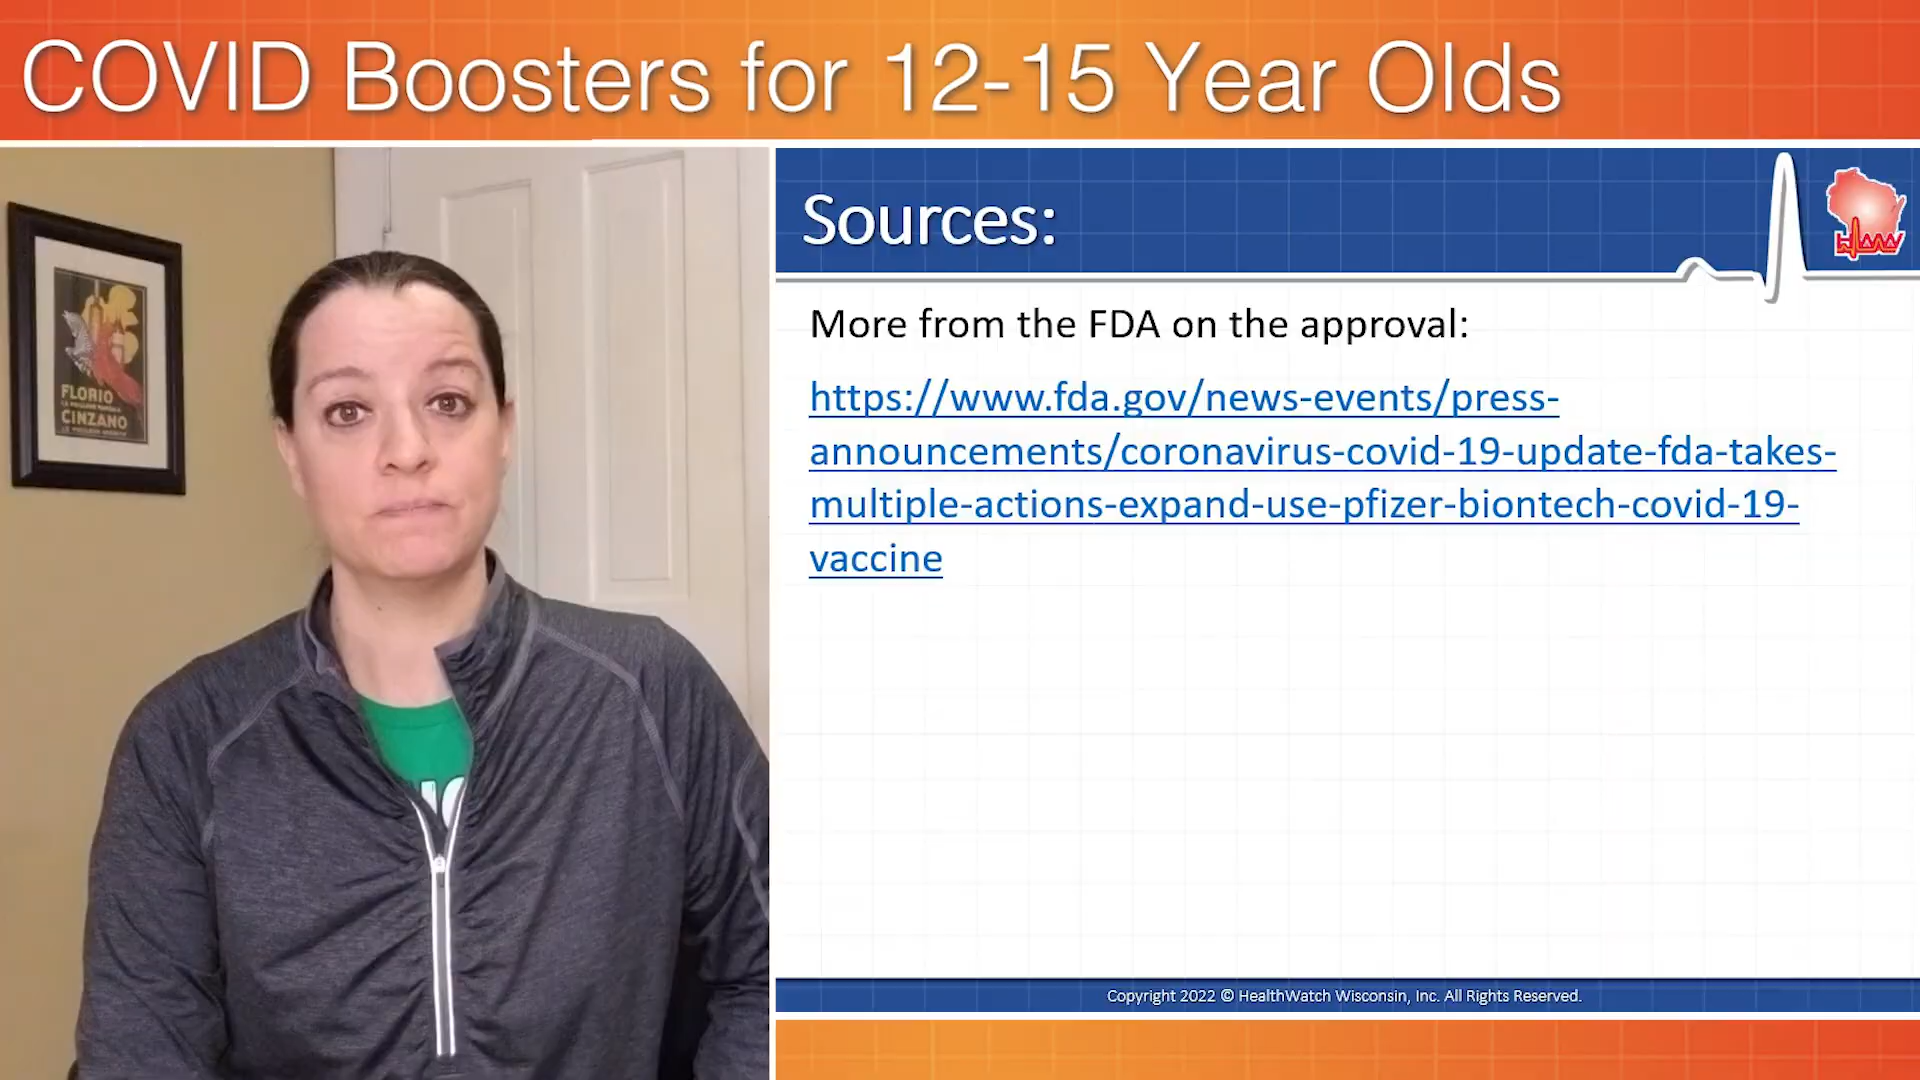 COVID Boosters for 12-15 Year Olds
Sources:
More from the FDA on the approval:
https://www.fda.gov/news-events/press-
announcements/coronavirus-covid-19-update-fda-takes-
multiple-actions-expand-use-pfizer-biontech-covid-19-
vaccine
FLORIO
CINZANO
Copyright 2022 © HealthWatch Wisconsin, Inc. All Rights Reserved.